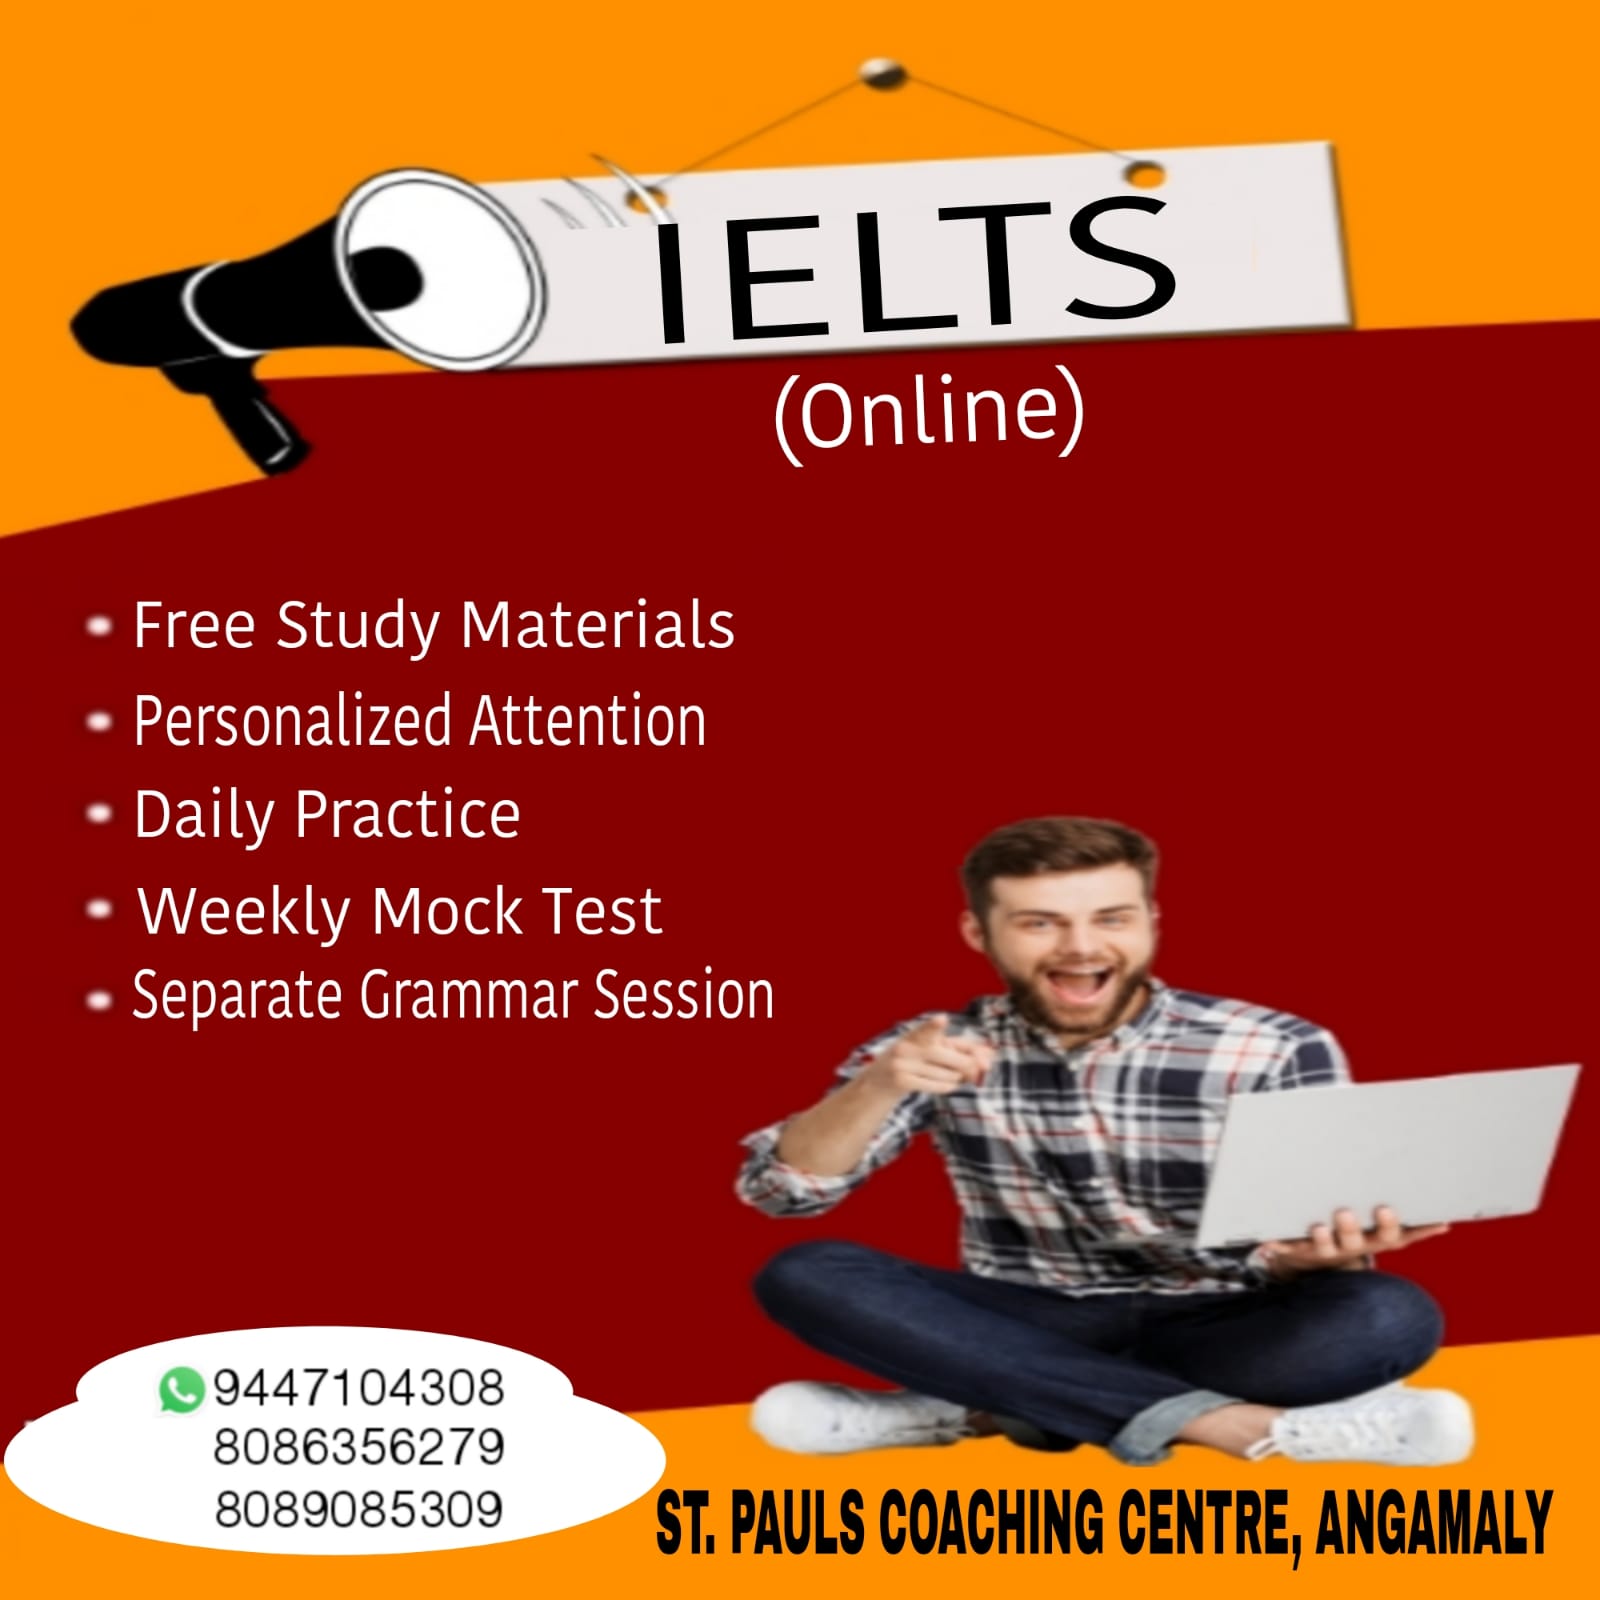 IELTS
(Online)
• Free Study Materials
• Personalized Attention
• Daily Practice
• Weekly Mock Test
• Separate Grammar Session
9447104308
8086356279
8089085309
ST. PAULS COACHING CENTRE, ANGAMALY